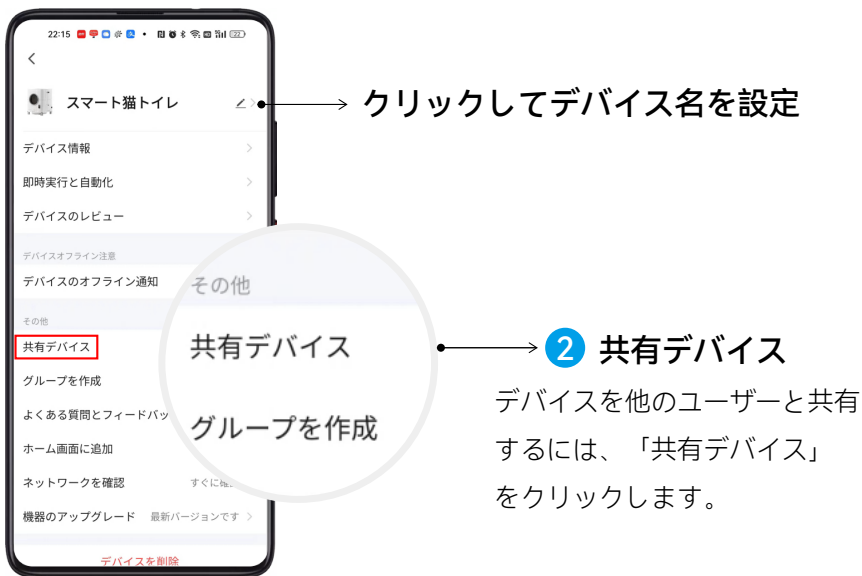 22:15
22
スマート猫トイレ
クリックしてデバイス名を設定
デバイス情報
即時実行と自動化
デバイスのレビュー
デバイスオフライン注意
デバイスのオフライン通知
その他
共有デバイス
グループを作成
よくある質問とフィードバッ
ホーム画面に追加
ネットワークを確認 すぐに
機器のアップグレード 最新バージョンです
デバイスを削除
その他
共有デバイス
グループを作成
2 共有デバイス
デバイスを他のユーザーと共有
するには、「共有デバイス」
をクリックします。